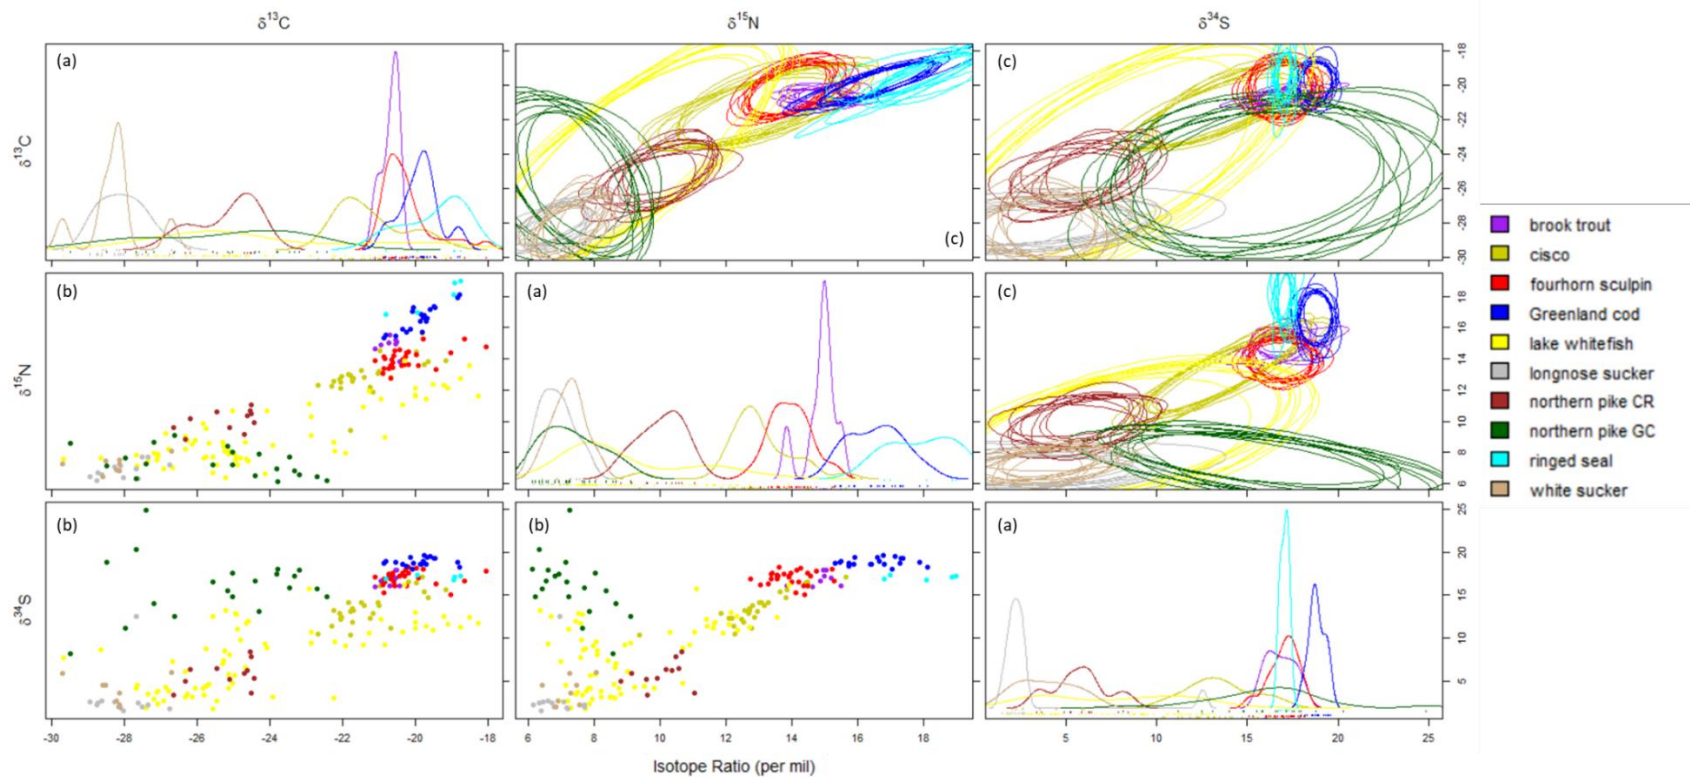 δ13C δ15N δ34S
(a) (c) -18
-20
-22
δ13C -24
-26
(c) -28
-30
(b) (a) (c) 18
16
14
δ15N 12
10
8
6
(b) (b) (a) 25
20
15
δ34S 10
5
-30 -28 -26 -24 -22 -20 -18 6 8 10 12 14 16 18 5 10 15 20 25
Isotope Ratio (per mil)
brook trout
cisco
fourhorn sculpin
Greenland cod
lake whitefish
longnose sucker
northern pike CR
northern pike GC
ringed seal
white sucker